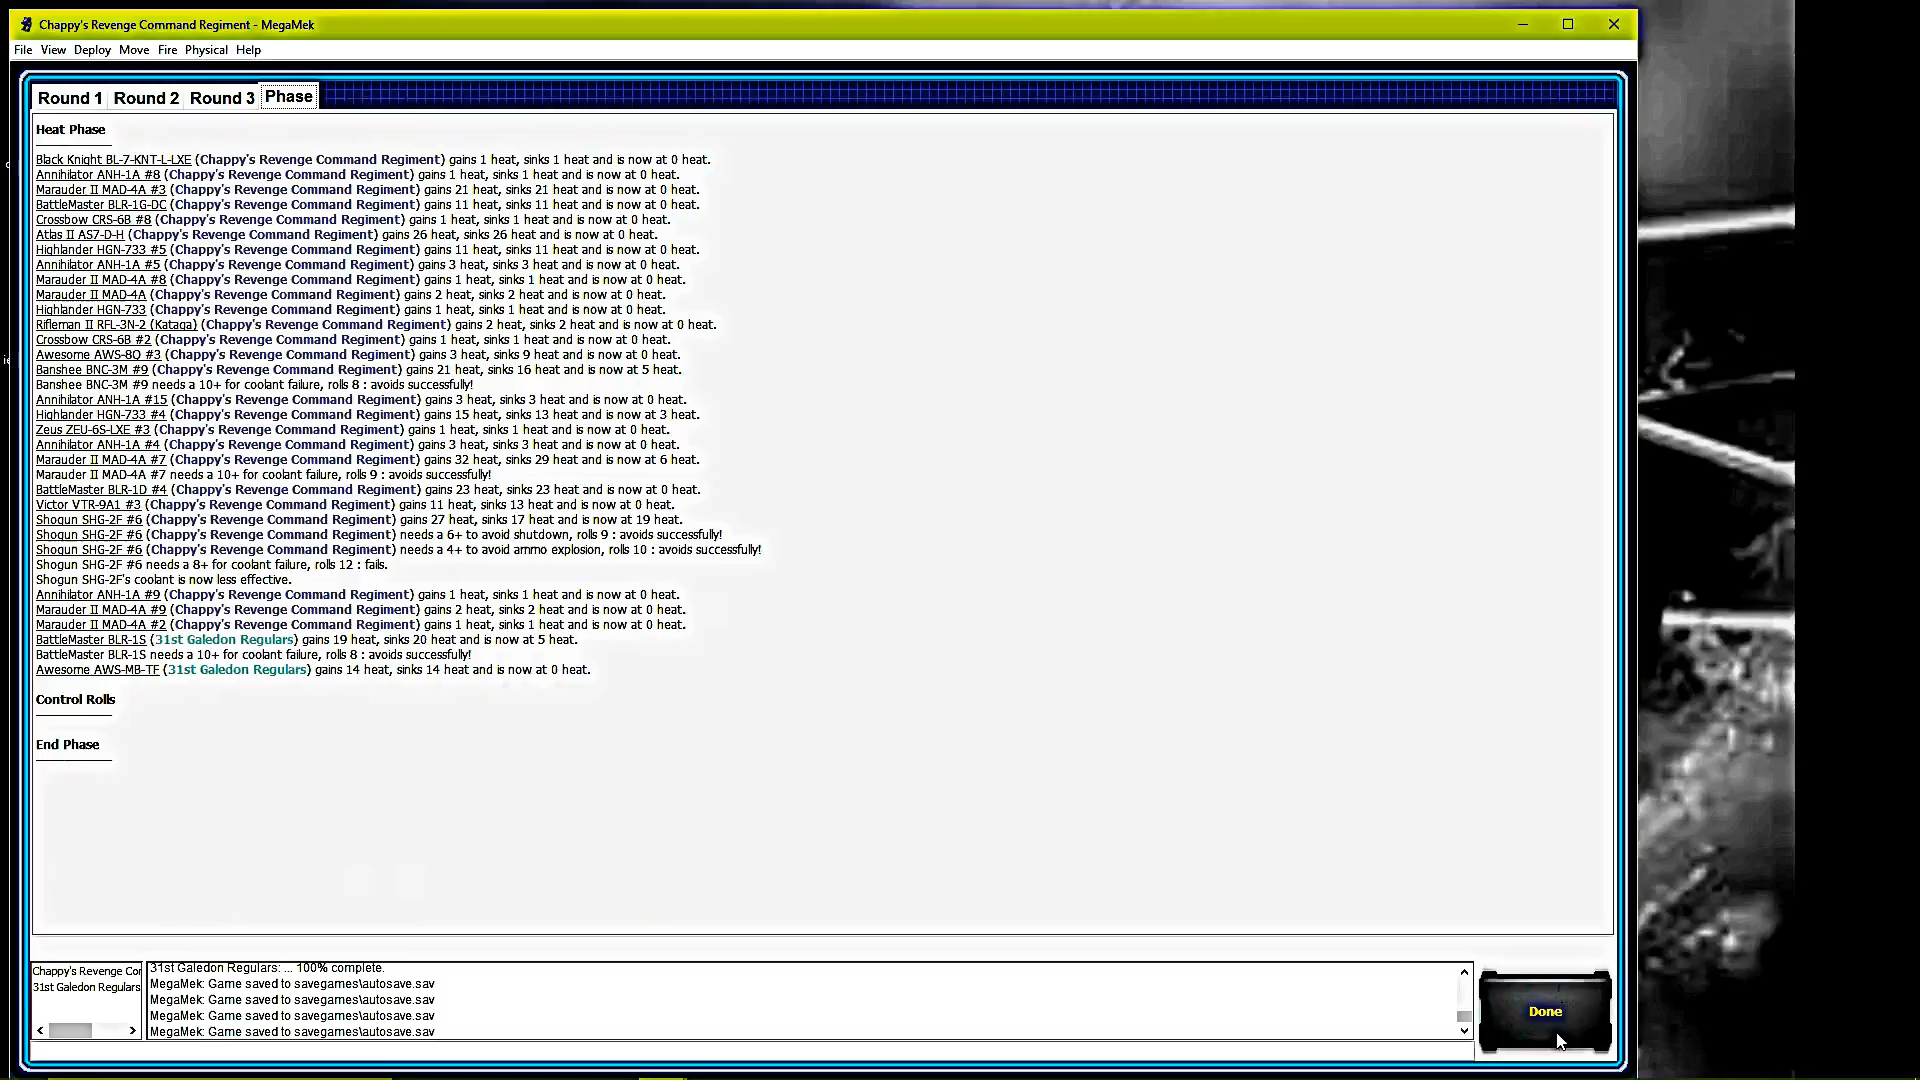 Chappy's Revenge Command Regiment - MegaMek
File View Deploy Move Fire Physical Help
Round 1 Round 2 Round 3 Phase
Heat Phase
Black Knight BL-7-KNT-L-LXE (Chappy's Revenge Command Regiment) gains 1 heat, sinks 1 heat and is now at 0 heat.
Annihilator ANH-1A #8 (Chappy's Revenge Command Regiment) gains 1 heat, sinks 1 heat and is now at 0 heat.
Marauder II MAD-4A #3 (Chappy's Revenge Command Regiment) gains 21 heat, sinks 21 heat and is now at 0 heat.
BattleMaster BLR-1G-DC (Chappy's Revenge Command Regiment) gains 11 heat, sinks 11 heat and is now at 0 heat.
Crossbow CRS-6B #8 (Chappy's Revenge Command Regiment) gains 1 heat, sinks 1 heat and is now at 0 heat.
Atlas II AS7-D-H (Chappy's Revenge Command Regiment) gains 26 heat, sinks 26 heat and is now at 0 heat.
Highlander HGN-733 #5 (Chappy's Revenge Command Regiment) gains 11 heat, sinks 11 heat and is now at 0 heat.
Annihilator ANH-1A #5 (Chappy's Revenge Command Regiment) gains 3 heat, sinks 3 heat and is now at 0 heat.
Marauder II MAD-4A #8 (Chappy's Revenge Command Regiment) gains 1 heat, sinks 1 heat and is now at 0 heat.
Marauder II MAD-4A (Chappy's Revenge Command Regiment) gains 2 heat, sinks 2 heat and is now at 0 heat.
Highlander HGN-733 (Chappy's Revenge Command Regiment) gains 1 heat, sinks 1 heat and is now at 0 heat.
Rifleman II RFL-3N-2 (Kataga) (Chappy's Revenge Command Regiment) gains 2 heat, sinks 2 heat and is now at 0 heat.
Crossbow CRS-6B #2 (Chappy's Revenge Command Regiment) gains 1 heat, sinks 1 heat and is now at 0 heat.
Awesome AWS-8Q #3 (Chappy's Revenge Command Regiment) gains 3 heat, sinks 9 heat and is now at 0 heat.
Banshee BNC-3M #9 (Chappy's Revenge Command Regiment) gains 21 heat, sinks 16 heat and is now at 5 heat.
Banshee BNC-3M #9 needs a 10+ for coolant failure, rolls 8 : avoids successfully!
Annihilator ANH-1A #15 (Chappy's Revenge Command Regiment) gains 3 heat, sinks 3 heat and is now at 0 heat.
Highlander HGN-733 #4 (Chappy's Revenge Command Regiment) gains 15 heat, sinks 13 heat and is now at 3 heat.
Zeus ZEU-6S-LXE #3 (Chappy's Revenge Command Regiment) gains 1 heat, sinks 1 heat and is now at 0 heat.
Annihilator ANH-1A #4 (Chappy's Revenge Command Regiment) gains 3 heat, sinks 3 heat and is now at 0 heat.
Marauder II MAD-4A #7 (Chappy's Revenge Command Regiment) gains 32 heat, sinks 29 heat and is now at 6 heat.
Marauder II MAD-4A #7 needs a 10+ for coolant failure, rolls 9 : avoids successfully!
BattleMaster BLR-1D #4 (Chappy's Revenge Command Regiment) gains 23 heat, sinks 23 heat and is now at 0 heat.
Victor VTR-9A1 #3 (Chappy's Revenge Command Regiment) gains 11 heat, sinks 13 heat and is now at 0 heat.
Shogun SHG-2F #6 (Chappy's Revenge Command Regiment) gains 27 heat, sinks 17 heat and is now at 19 heat.
Shogun SHG-2F #6 (Chappy's Revenge Command Regiment) needs a 6+ to avoid shutdown, rolls 9 : avoids successfully!
Shogun SHG-2F #6 (Chappy's Revenge Command Regiment) needs a 4+ to avoid ammo explosion, rolls 10 : avoids successfully!
Shogun SHG-2F #6 needs a 8+ for coolant failure, rolls 12 : fails.
Shogun SHG-2F's coolant is now less effective.
Annihilator ANH-1A #9 (Chappy's Revenge Command Regiment) gains 1 heat, sinks 1 heat and is now at 0 heat.
Marauder II MAD-4A #9 (Chappy's Revenge Command Regiment) gains 2 heat, sinks 2 heat and is now at 0 heat.
Marauder II MAD-4A #2 (Chappy's Revenge Command Regiment) gains 1 heat, sinks 1 heat and is now at 0 heat.
BattleMaster BLR-1S (31st Galedon Regulars) gains 19 heat, sinks 20 heat and is now at 5 heat.
BattleMaster BLR-1S needs a 10+ for coolant failure, rolls 8 : avoids successfully!
Awesome AWS-MB-TF (31st Galedon Regulars) gains 14 heat, sinks 14 heat and is now at 0 heat.
Control Rolls
End Phase
Chappy's Revenge Cor
31st Galedon Regulars
31st Galedon Regulars: ... 100% complete.
MegaMek: Game saved to savegames\autosave.sav
MegaMek: Game saved to savegames\autosave.sav
MegaMek: Game saved to savegames\autosave.sav
MegaMek: Game saved to savegames\autosave.sav
Done